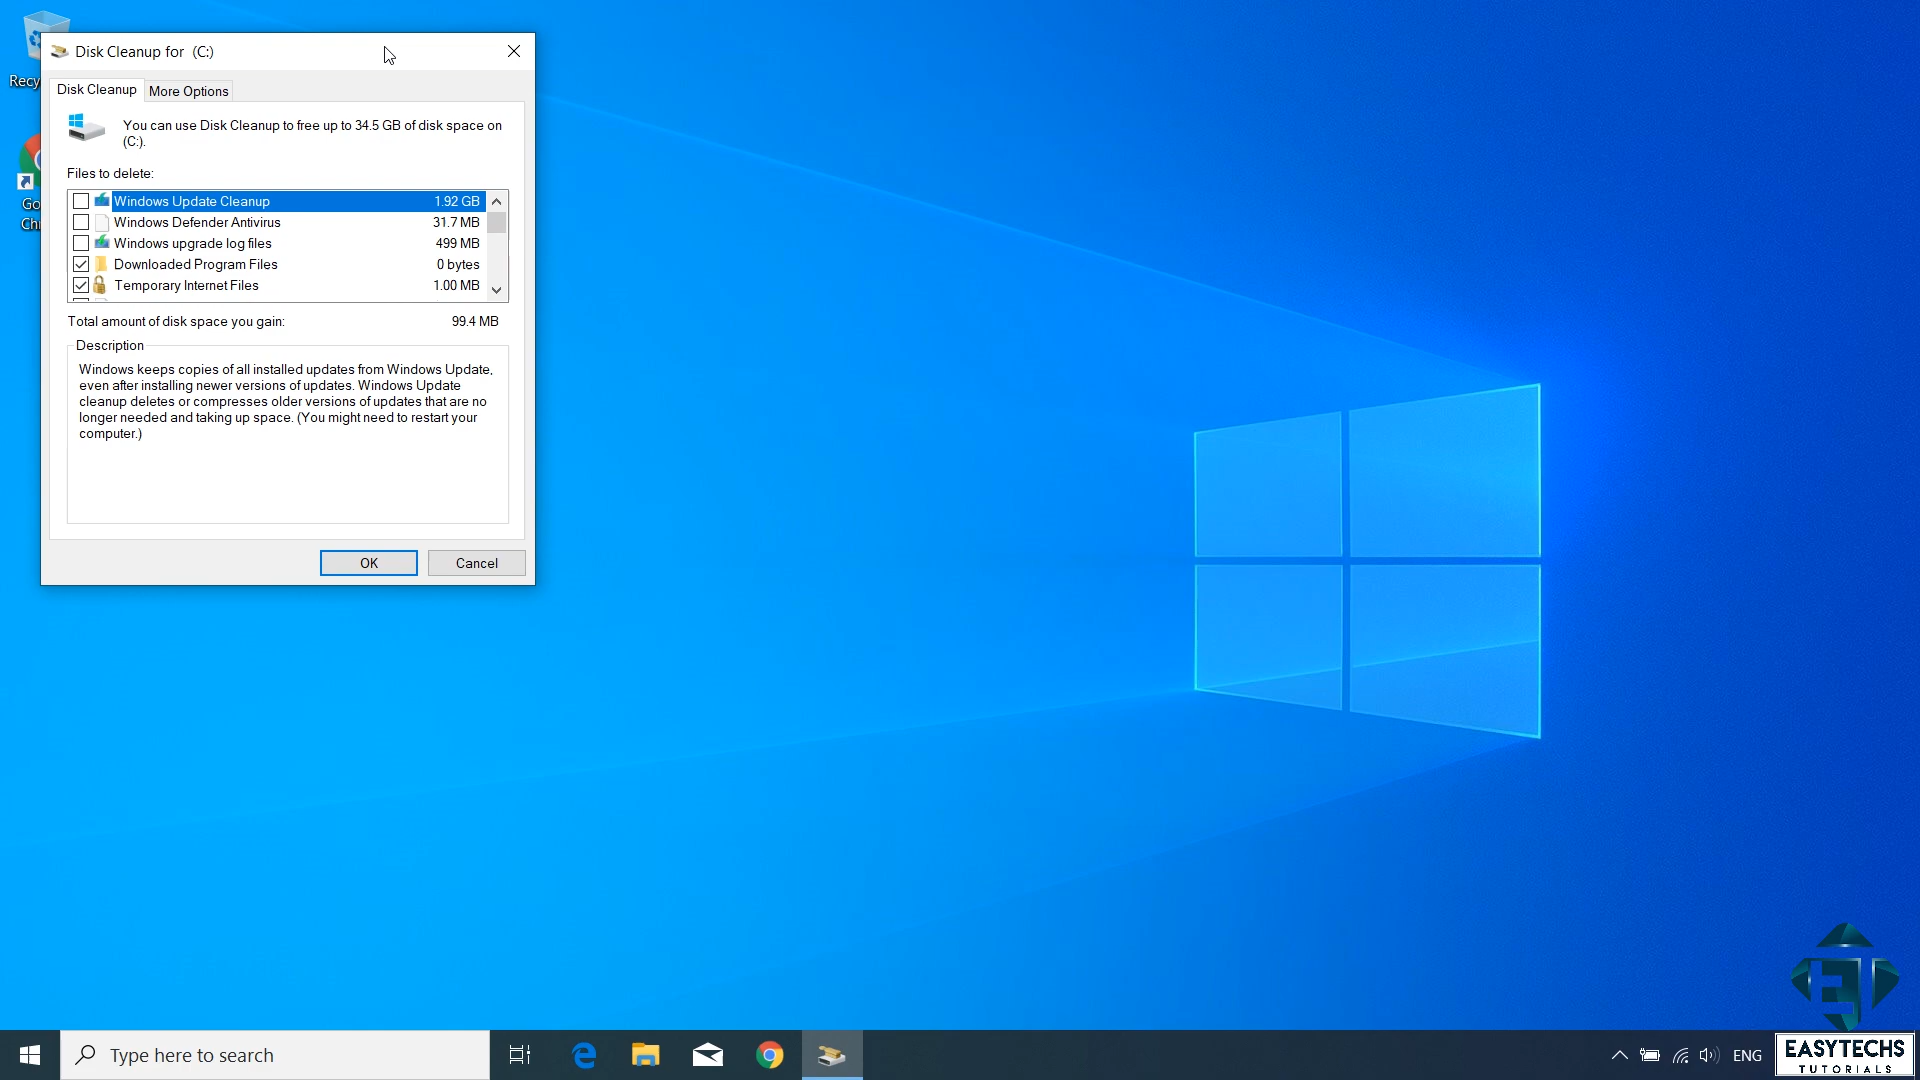 Disk Cleanup for (C:)
Disk Cleanup
More Options
You can use Disk Cleanup to free up to 34.5 GB of disk space on
(C:).
Files to delete:
Windows Update Cleanup 1.92 GB
Windows Defender Antivirus 31.7 MB
Windows upgrade log files 499 MB
Downloaded Program Files 0 bytes
Temporary Internet Files 1.00 MB
Total amount of disk space you gain: 99.4 MB
Description
Windows keeps copies of all installed updates from Windows Update,
even after installing newer versions of updates. Windows Update
cleanup deletes or compresses older versions of updates that are no
longer needed and taking up space. (You might need to restart your
computer.)
OK
Cancel
Recy
Go
Ch
Type here to search
ENG
EASYTECHS
TUTORIALS